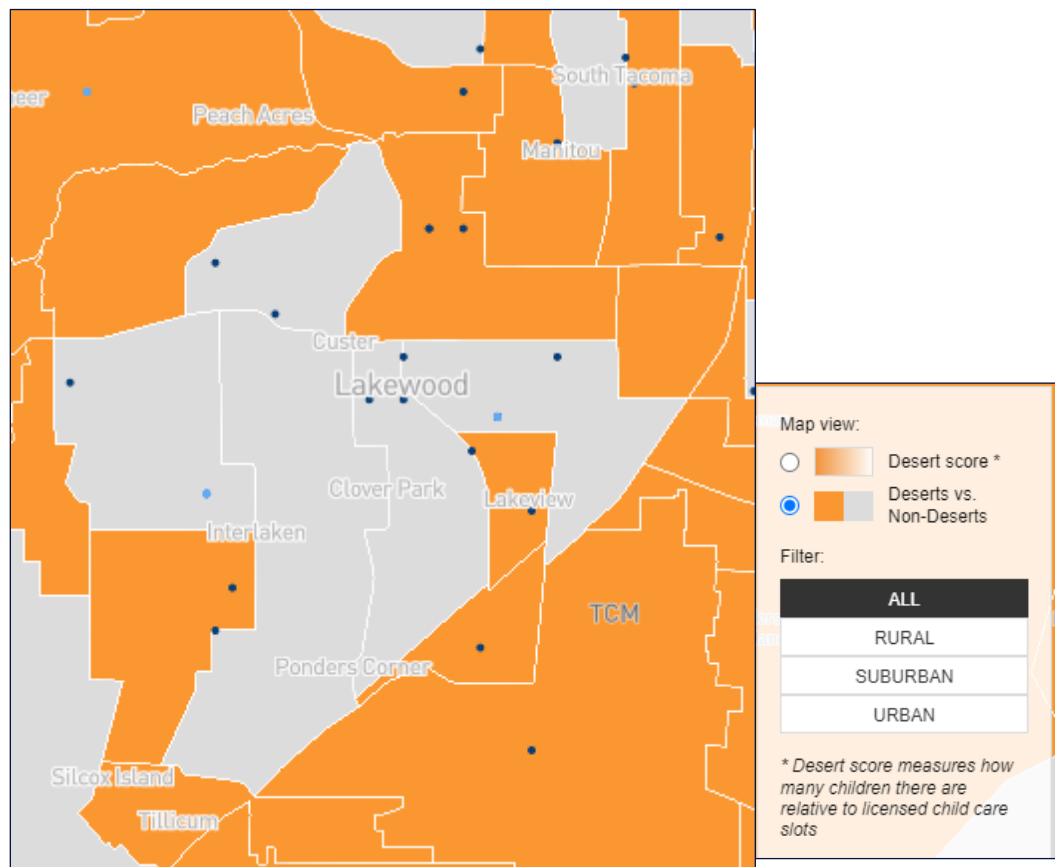 South Tacoma
eer
Peach Acres
Manitou
Custer
Lakewood
Clover Park
Lakeview
Interlaken
TCM
Ponders Corner
Silcox Island
Tillicum
Map view:
Desert score *
Deserts vs.
Non-Deserts
Filter:
ALL
RURAL
SUBURBAN
URBAN
* Desert score measures how
many children there are
relative to licensed child care
slots